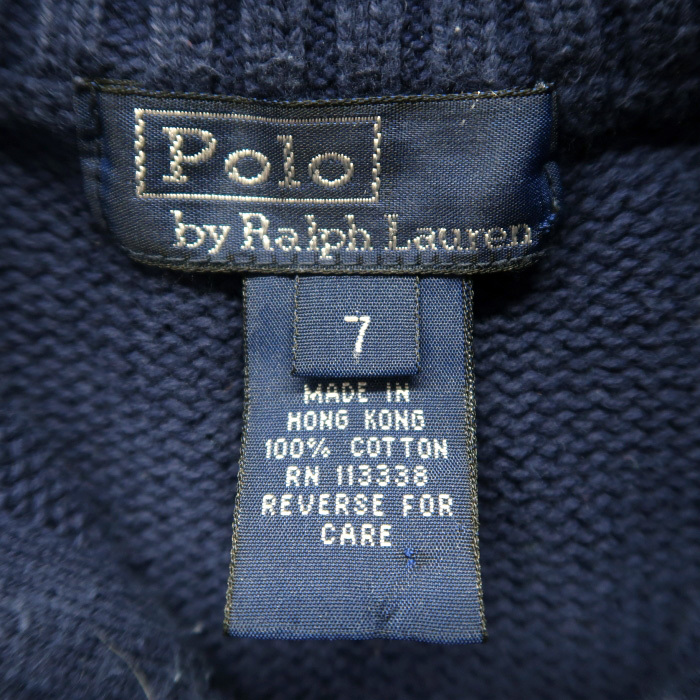 Polo
by Ralph Lauren
7
MADE IN
HONG KONG
100% COTTON
RN 113338
REVERSE FOR
CARE